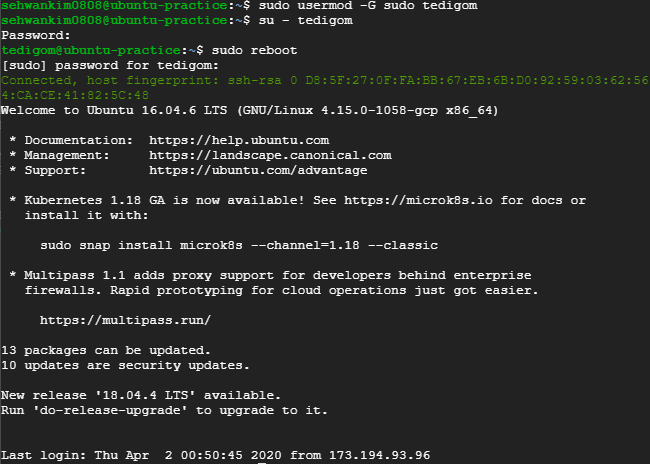 sehwankim0808@ubuntu-practice:~$ sudo usermod -G sudo tedigom
sehwankim0808@ubuntu-practice:~$ su - tedigom
Password:
tedigom@ubuntu-practice:~$ sudo reboot
[sudo] password for tedigom:
Connected, host fingerprint: ssh-rsa 0 D8:5F:27:0F:FA:BB:67:EB:6B:D0:92:59:03:62:56
4:CA:CE:41:82:5C:48
Welcome to Ubuntu 16.04.6 LTS (GNU/Linux 4.15.0-1058-gcp x86_64)
* Documentation:  https://help.ubuntu.com
* Management:     https://landscape.canonical.com
* Support:        https://ubuntu.com/advantage
* Kubernetes 1.18 GA is now available! See https://microk8s.io for docs or
install it with:
sudo snap install microk8s --channel=1.18 --classic
* Multipass 1.1 adds proxy support for developers behind enterprise
firewalls. Rapid prototyping for cloud operations just got easier.
https://multipass.run/
13 packages can be updated.
10 updates are security updates.
New release '18.04.4 LTS' available.
Run 'do-release-upgrade' to upgrade to it.
Last login: Thu Apr  2 00:50:45 2020 from 173.194.93.96